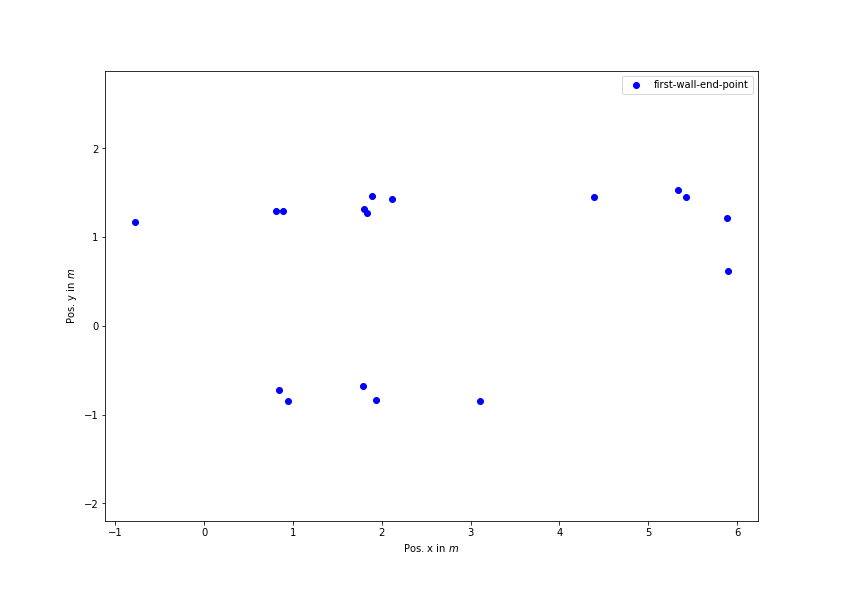 first-wall-end-point
2
1
0
−1
−2
Pos. y in m
−1 0 1 2 3 4 5 6
Pos. x in m